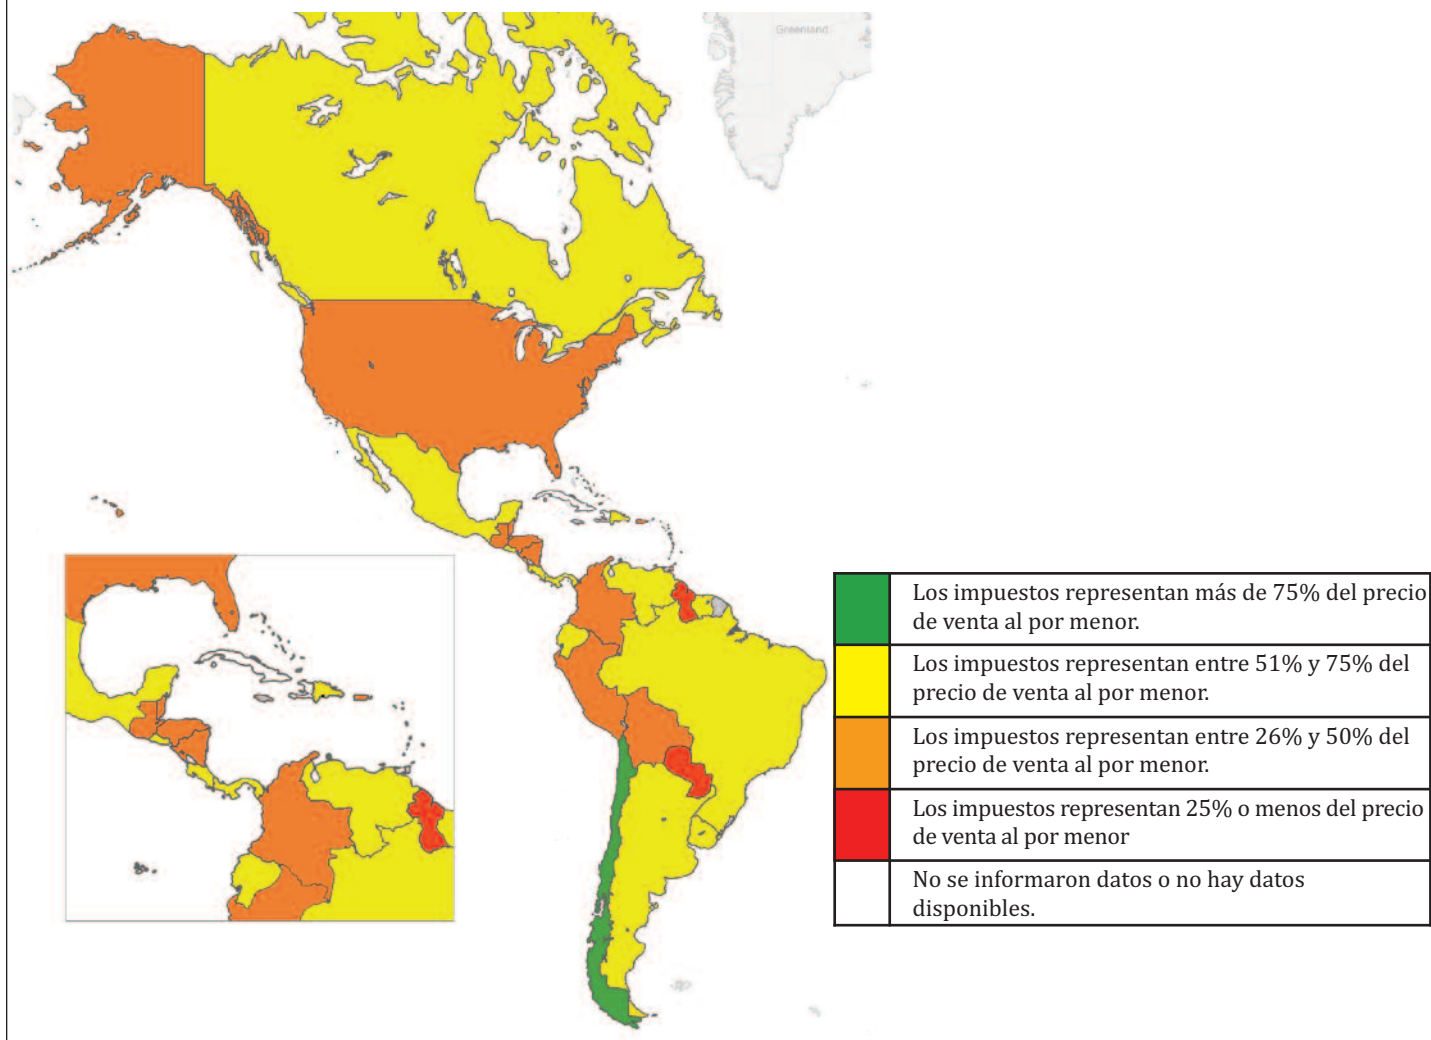 Greenland
Los impuestos representan más de 75% del precio
de venta al por menor.
Los impuestos representan entre 51% y 75% del
precio de venta al por menor.
Los impuestos representan entre 26% y 50% del
precio de venta al por menor.
Los impuestos representan 25% o menos del precio
de venta al por menor
No se informaron datos o no hay datos
disponibles.